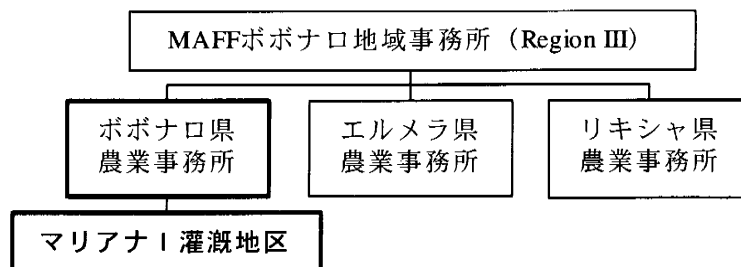 MAFFボボナロ地域事務所（Region III）
ボボナロ県
農業事務所
エルメラ県
農業事務所
リキシャ県
農業事務所
マリアナ I 灌漑地区